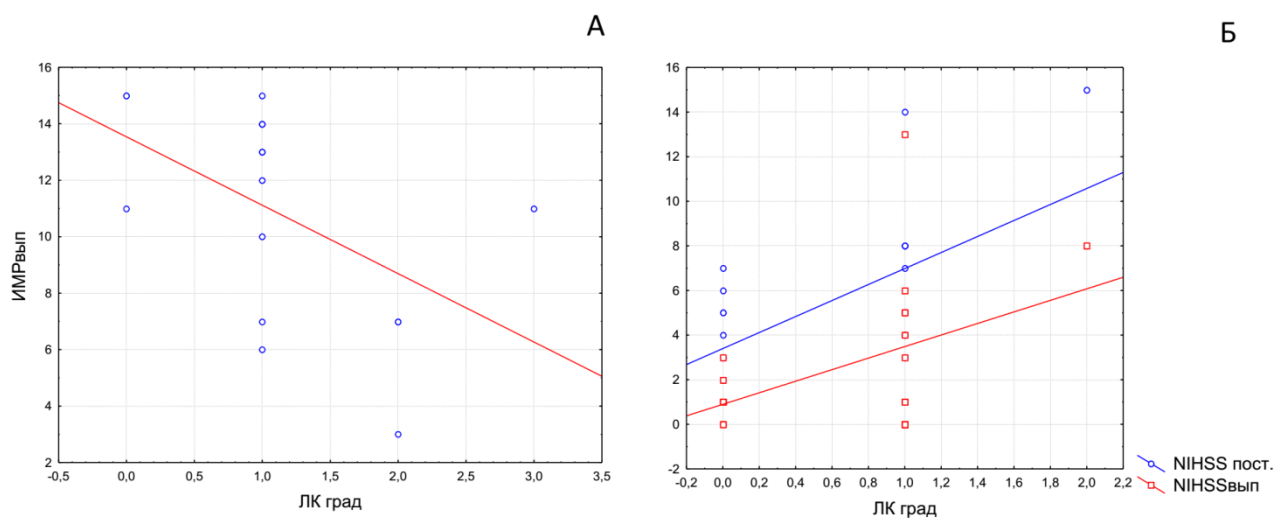 А
16
14
12
10
8
6
4
2
ИМРвып
-0,5 0,0 0,5 1,0 1,5 2,0 2,5 3,0 3,5
ЛК град
Б
16
14
12
10
8
6
4
2
0
-2
-0,2 0,0 0,2 0,4 0,6 0,8 1,0 1,2 1,4 1,6 1,8 2,0 2,2
ЛК град
NIHSS пост.
NIHSSвып